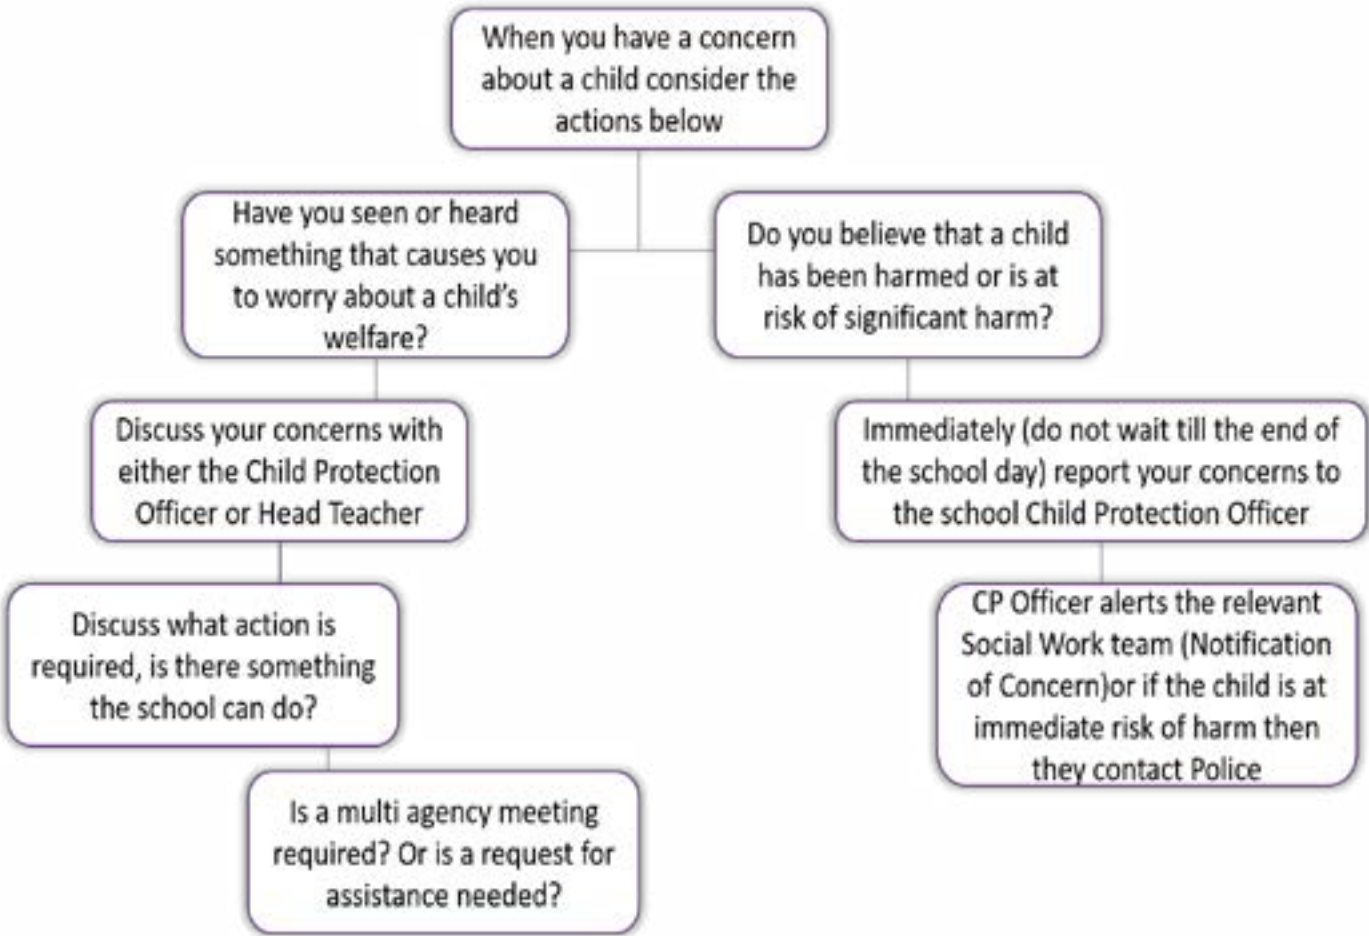 When you have a concern
about a child consider the
actions below
Have you seen or heard
something that causes you
to worry about a child's
welfare?
Do you believe that a child
has been harmed or is at
risk of significant harm?
Discuss your concerns with
either the Child Protection
Officer or Head Teacher
Immediately (do not wait till the end of
the school day) report your concerns to
the school Child Protection Officer
Discuss what action is
required, is there something
the school can do?
CP Officer alerts the relevant
Social Work team (Notification
of Concern)or if the child is at
immediate risk of harm then
they contact Police
Is a multi agency meeting
required? Or is a request for
assistance needed?